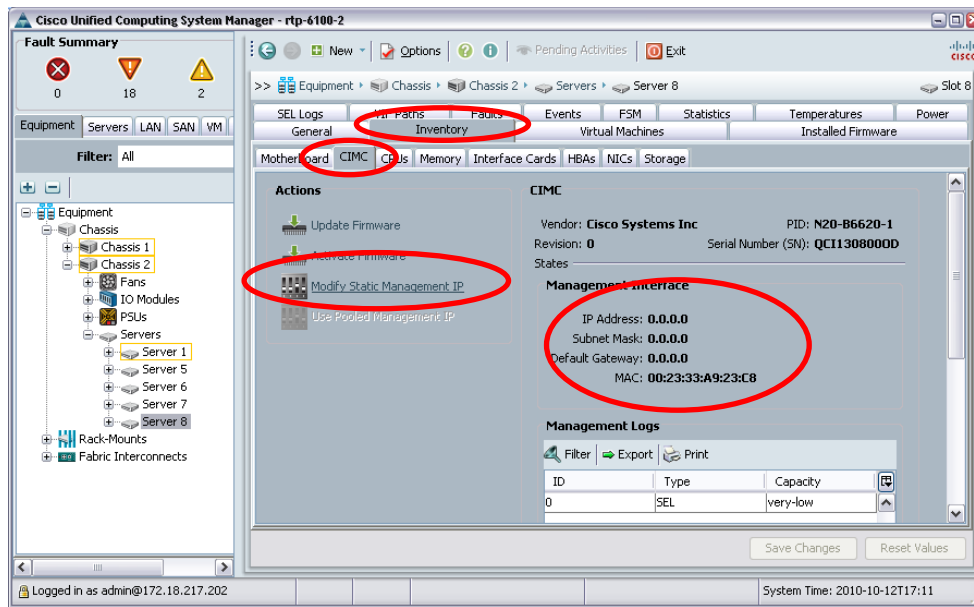 Cisco Unified Computing System Manager - rtp-6100-2
Fault Summary
0 18 2
New Options Pending Activities Exit
cisco
>> Equipment Chassis Chassis 2 Servers Server 8 Slot 8
Equipment Servers LAN SAN VM
Filter: All
Equipment
Chassis
Chassis 1
Chassis 2
Fans
IO Modules
PSUs
Servers
Server 1
Server 5
Server 6
Server 7
Server 8
Rack-Mounts
Fabric Interconnects
SEL Logs VIF Paths Faults Events FSM Statistics Temperatures Power
General Inventory Virtual Machines Installed Firmware
Motherboard CIMC CPUs Memory Interface Cards HBAs NICs Storage
Actions
Update Firmware
Activate Firmware
Modify Static Management IP
Use Pooled Management IP
CIMC
Vendor: Cisco Systems Inc PID: N20-B6620-1
Revision: 0 Serial Number (SN): QCI1308000D
States
Management Interface
IP Address: 0.0.0.0
Subnet Mask: 0.0.0.0
Default Gateway: 0.0.0.0
MAC: 00:23:33:A9:23:C8
Management Logs
Filter Export Print
ID Type Capacity
0 SEL very-low
Save Changes Reset Values
Logged in as admin@172.18.217.202 System Time: 2010-10-12T17:11